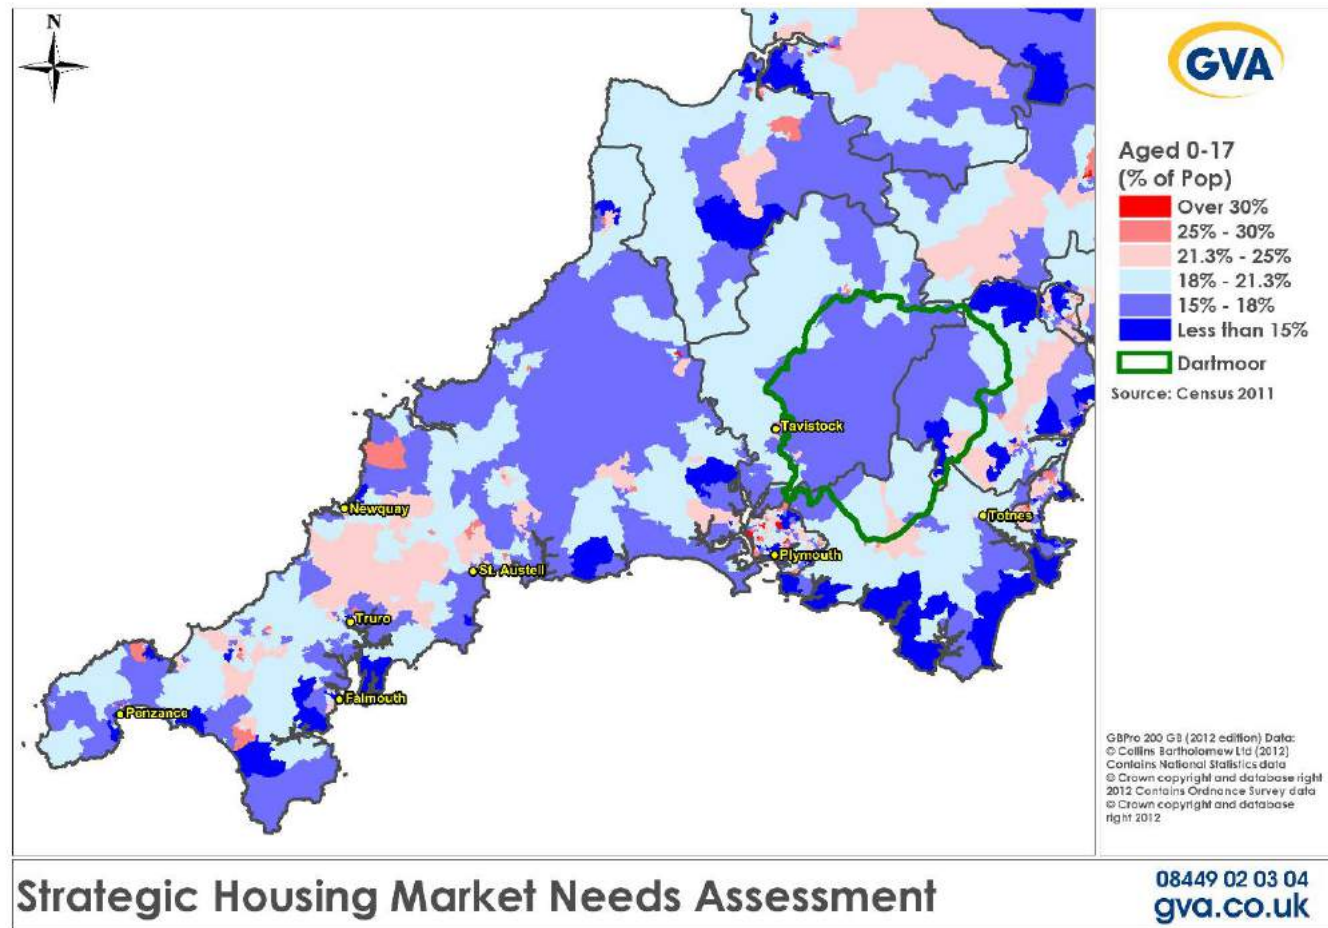 N
GVA
Aged 0-17
(% of Pop)
Over 30%
25% - 30%
21.3% - 25%
18% - 21.3%
15% - 18%
Less than 15%
Dartmoor
Source: Census 2011
Tavistock
Newquay
Totnes
Plymouth
St. Austell
Truro
Falmouth
Penzance
GBPro 200 GB (2012 edition) Data:
© Collins Bartholomew Ltd (2012)
Contains National Statistics data
© Crown copyright and database right
2012 Contains Ordnance Survey data
© Crown copyright and database
right 2012
Strategic Housing Market Needs Assessment
08449 02 03 04
gva.co.uk